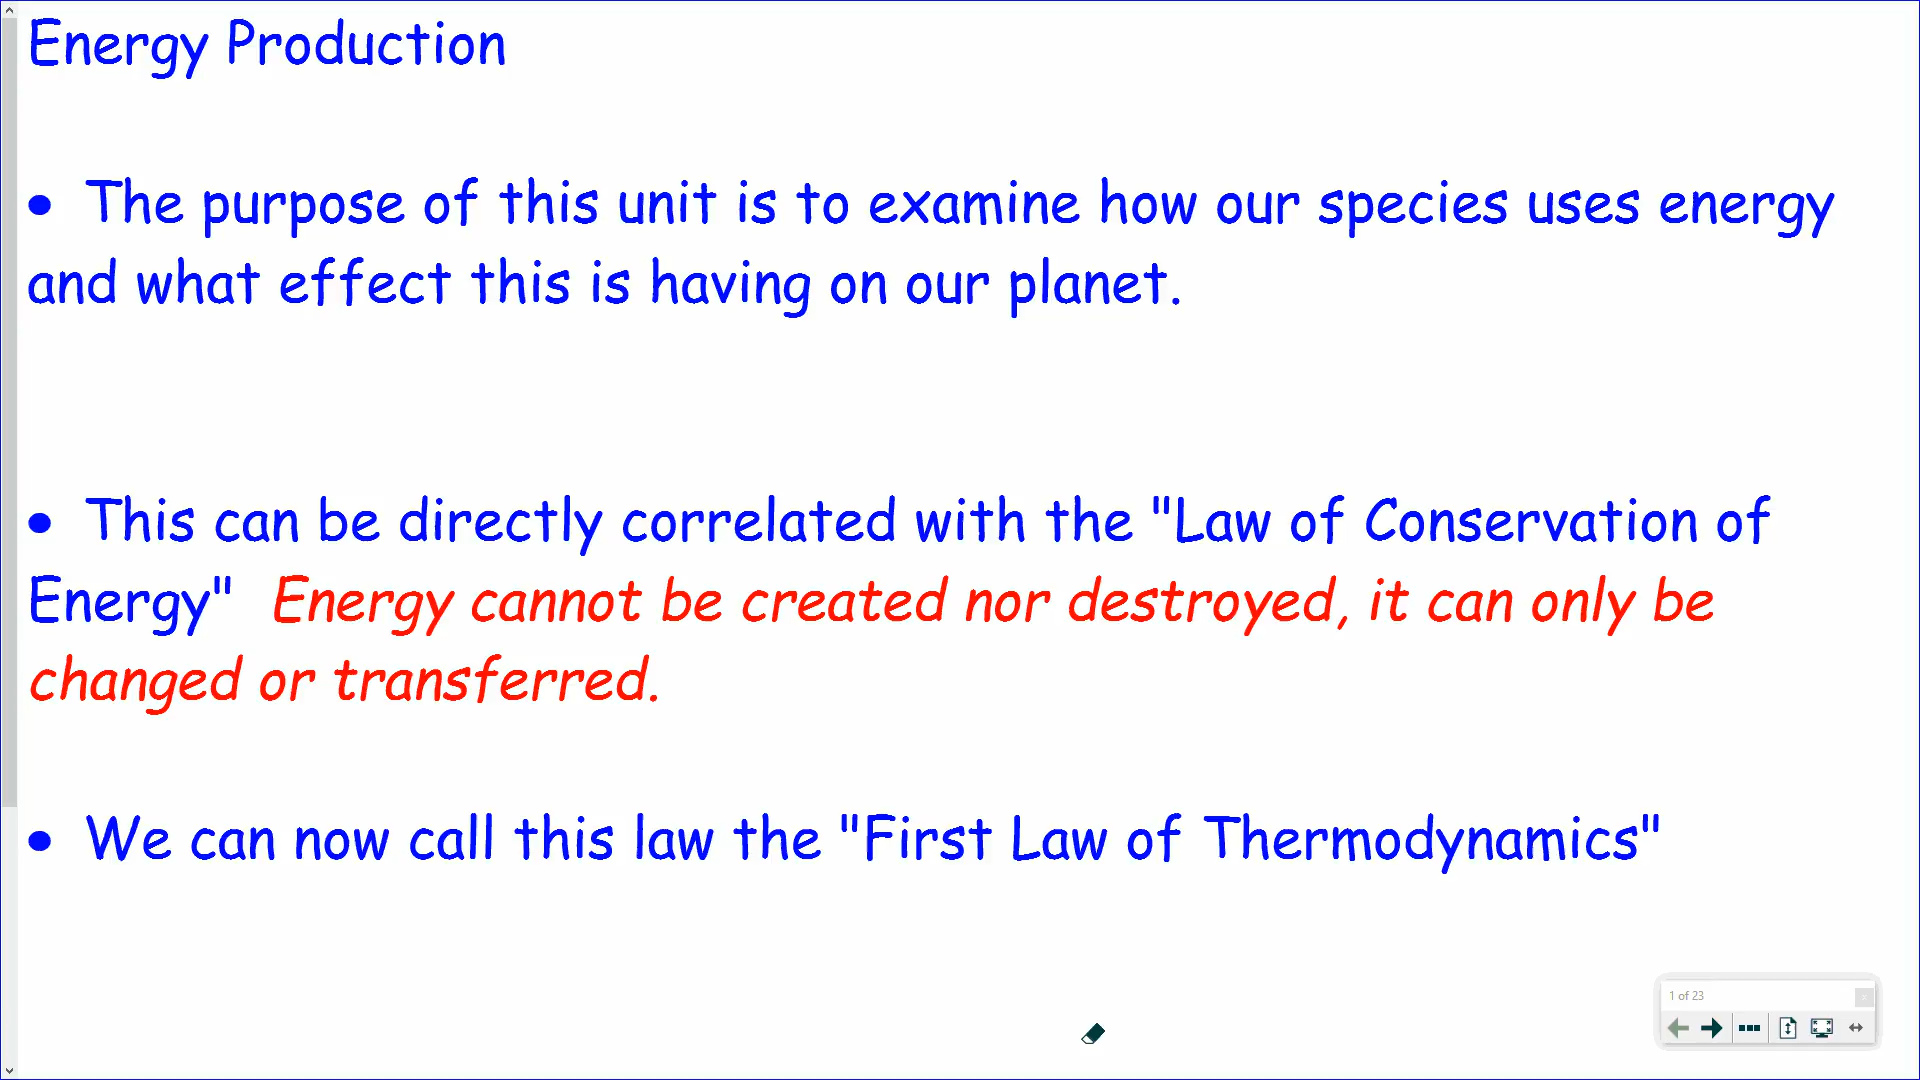 Energy Production
• The purpose of this unit is to examine how our species uses energy
and what effect this is having on our planet.
• This can be directly correlated with the "Law of Conservation of
Energy" Energy cannot be created nor destroyed, it can only be
changed or transferred.
• We can now call this law the "First Law of Thermodynamics"
1 of 23